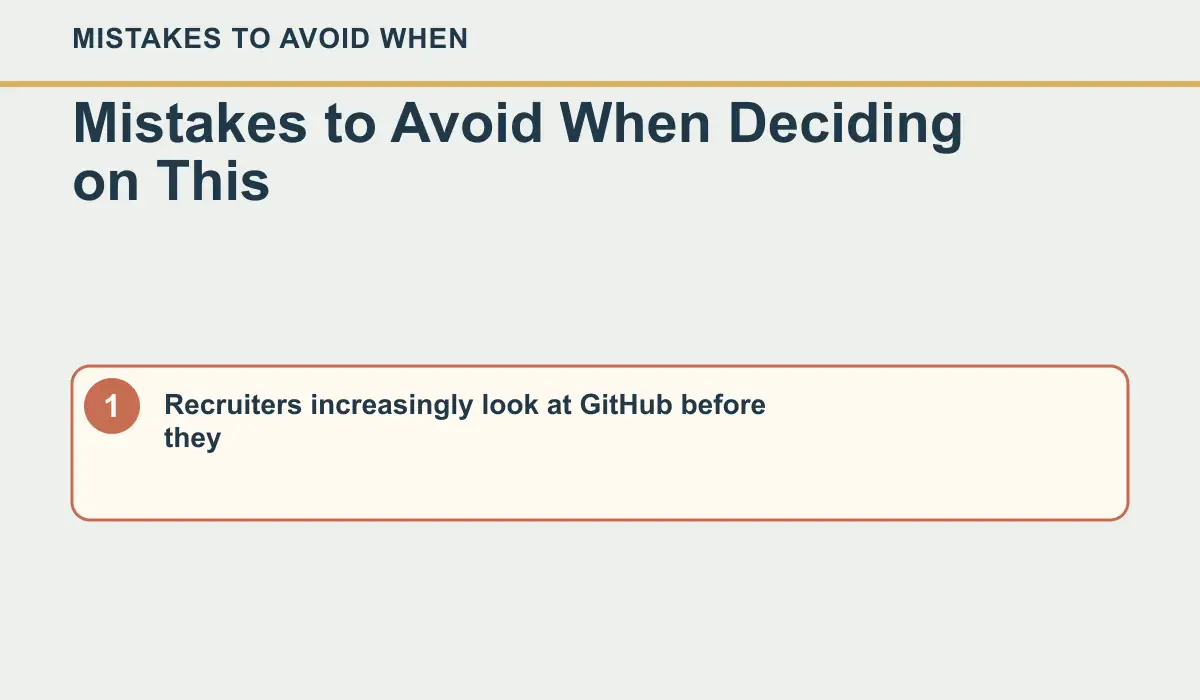 MISTAKES TO AVOID WHEN
Mistakes to Avoid When Deciding
on This
1
Recruiters increasingly look at GitHub before
they